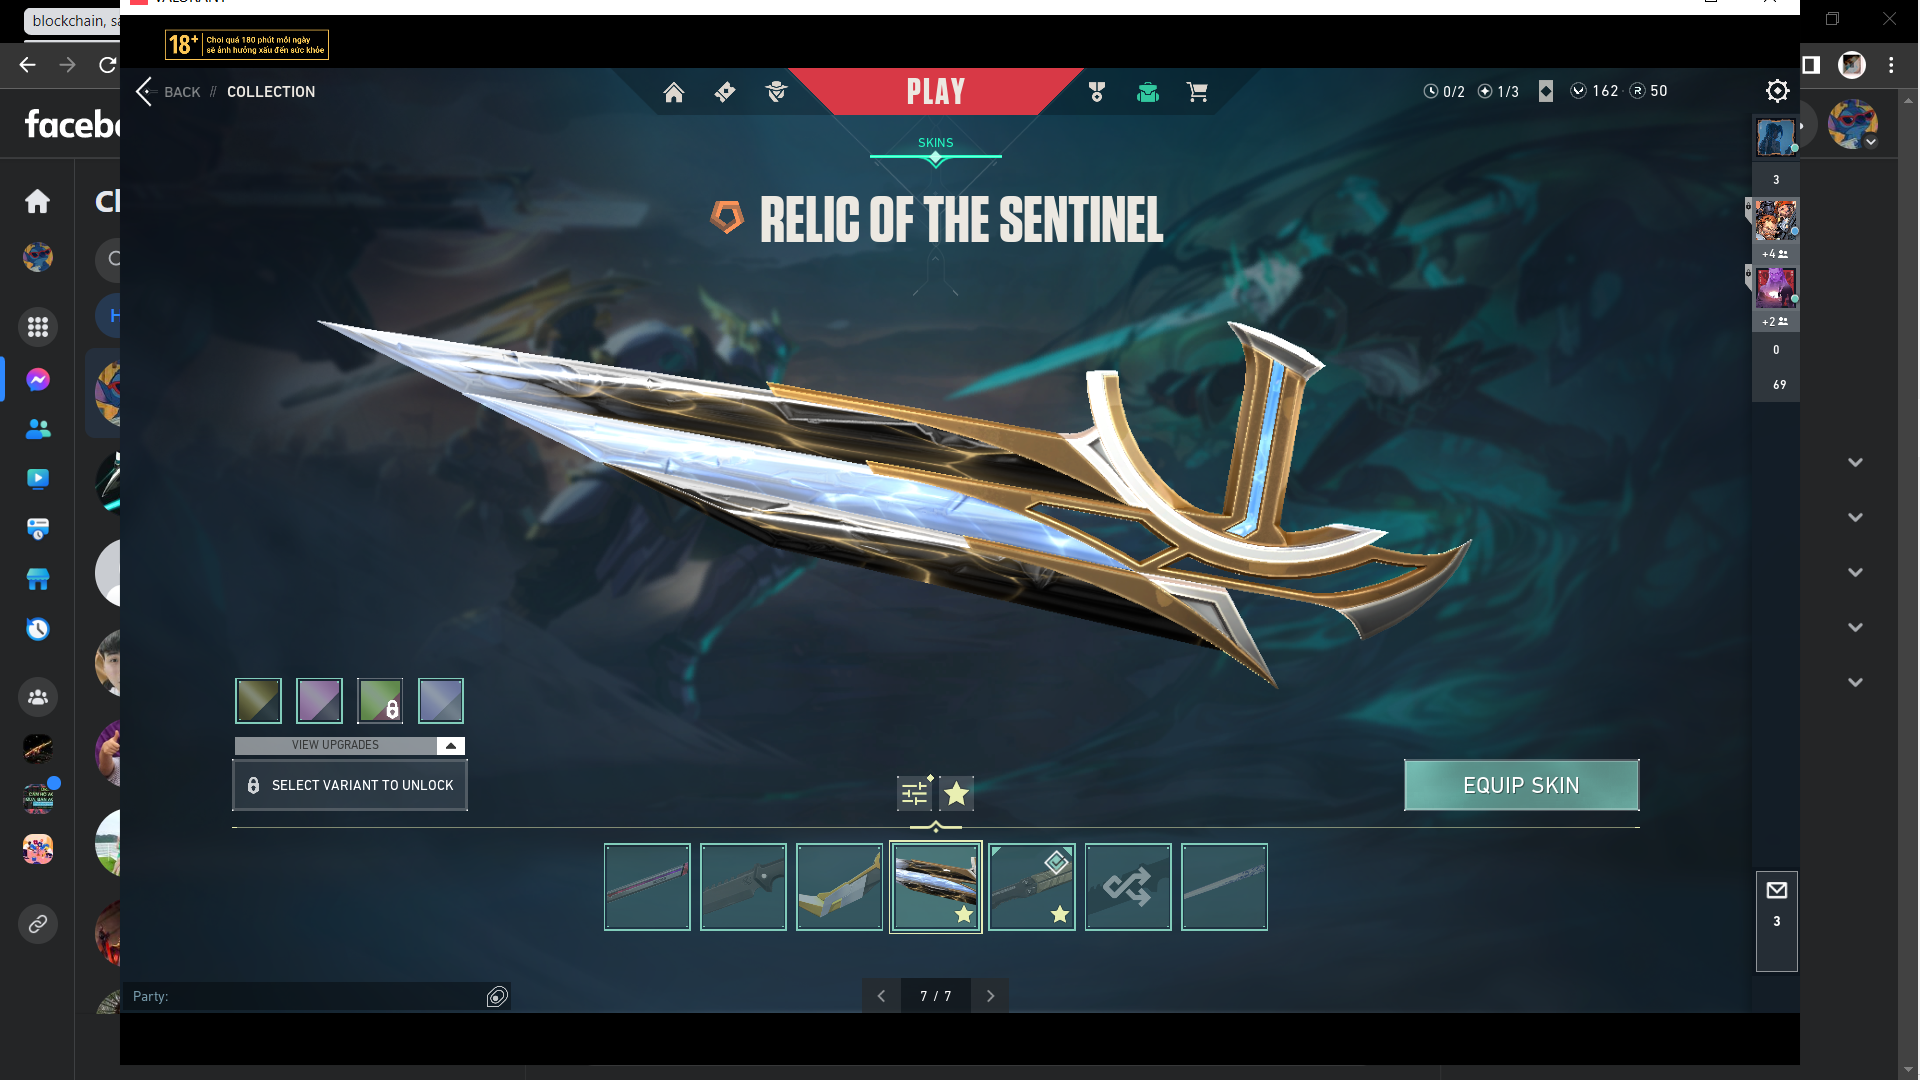 blockchain, sa
VALORANT
18+
Chơi quá 180 phút mỗi ngày
sẽ ảnh hưởng xấu đến sức khỏe
BACK // COLLECTION
PLAY
0/2
1/3
162
R 50
facebo
SKINS
RELIC OF THE SENTINEL
Cl
H
3
+4
+2
0
69
VIEW UPGRADES
SELECT VARIANT TO UNLOCK
EQUIP SKIN
3
Party:
7 / 7